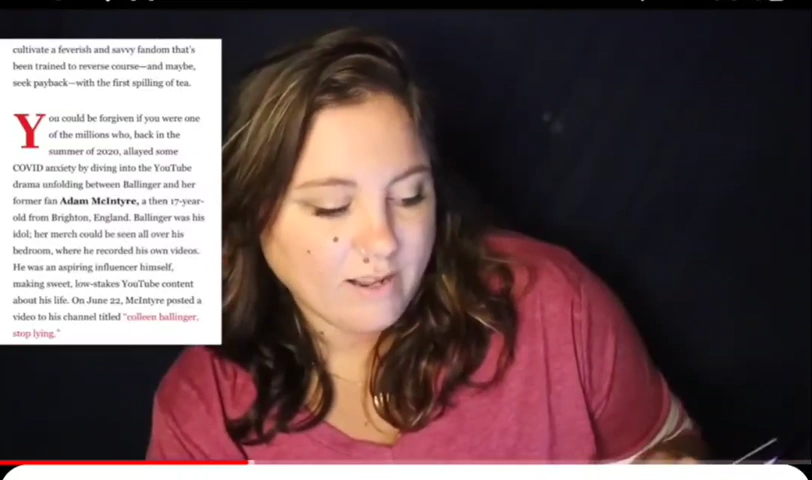 cultivate a feverish and savvy fandom that's
been trained to reverse course—and maybe,
seek payback—with the first spilling of tea.
You could be forgiven if you were one
of the millions who, back in the
summer of 2020, allayed some
COVID anxiety by diving into the YouTube
drama unfolding between Ballinger and her
former fan Adam McIntyre, a then 17-year-
old from Brighton, England. Ballinger was his
idol; her merch could be seen all over his
bedroom, where he recorded his own videos.
He was an aspiring influencer himself,
making sweet, low-stakes YouTube content
about his life. On June 22, McIntyre posted a
video to his channel titled "colleen ballinger,
stop lying."